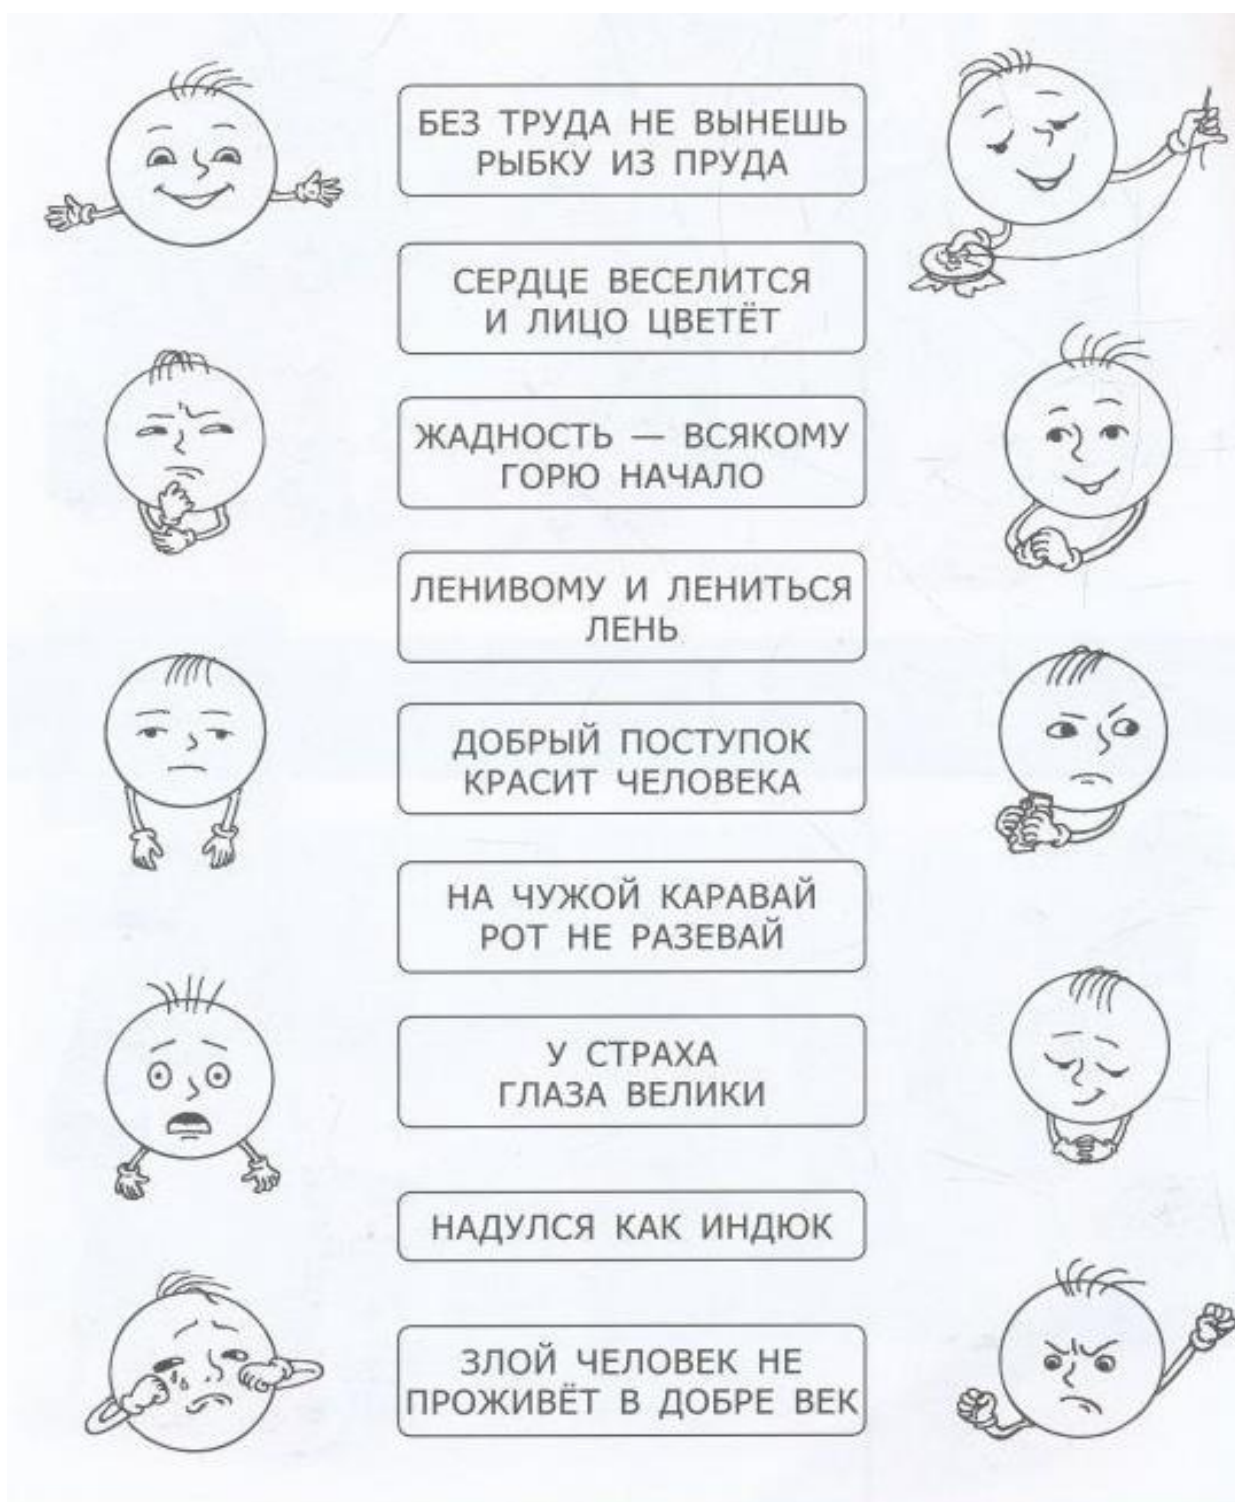 БЕЗ ТРУДА НЕ ВЫНЕШЬ
РЫБКУ ИЗ ПРУДА
СЕРДЦЕ ВЕСЕЛИТСЯ
И ЛИЦО ЦВЕТЁТ
ЖАДНОСТЬ — ВСЯКОМУ
ГОРЮ НАЧАЛО
ЛЕНИВОМУ И ЛЕНИТЬСЯ
ЛЕНЬ
ДОБРЫЙ ПОСТУПОК
КРАСИТ ЧЕЛОВЕКА
НА ЧУЖОЙ КАРАВАЙ
РОТ НЕ РАЗЕВАЙ
У СТРАХА
ГЛАЗА ВЕЛИКИ
НАДУЛСЯ КАК ИНДЮК
ЗЛОЙ ЧЕЛОВЕК НЕ
ПРОЖИВЁТ В ДОБРЕ ВЕК